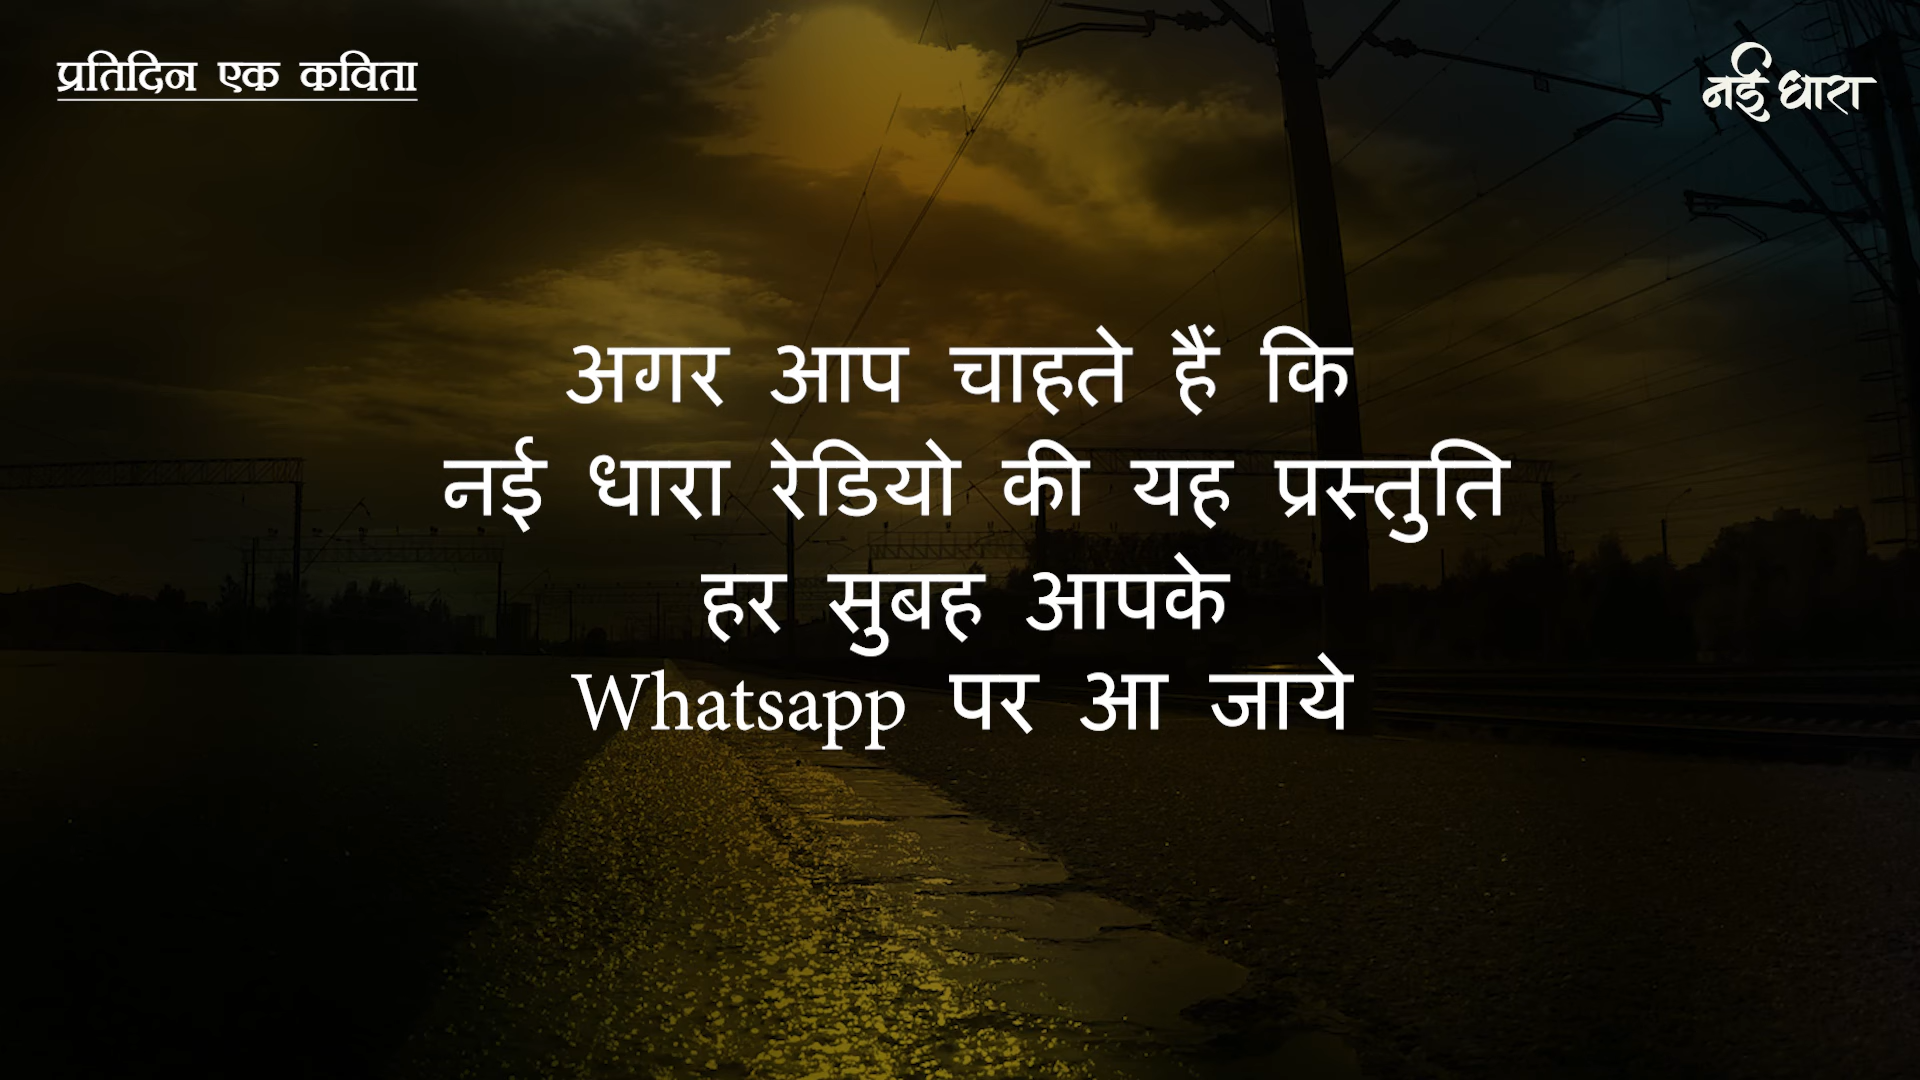 प्रतिदिन एक कविता
नई धारा
अगर आप चाहते हैं कि
नई धारा रेडियो की यह प्रस्तुति
हर सुबह आपके
Whatsapp पर आ जाये